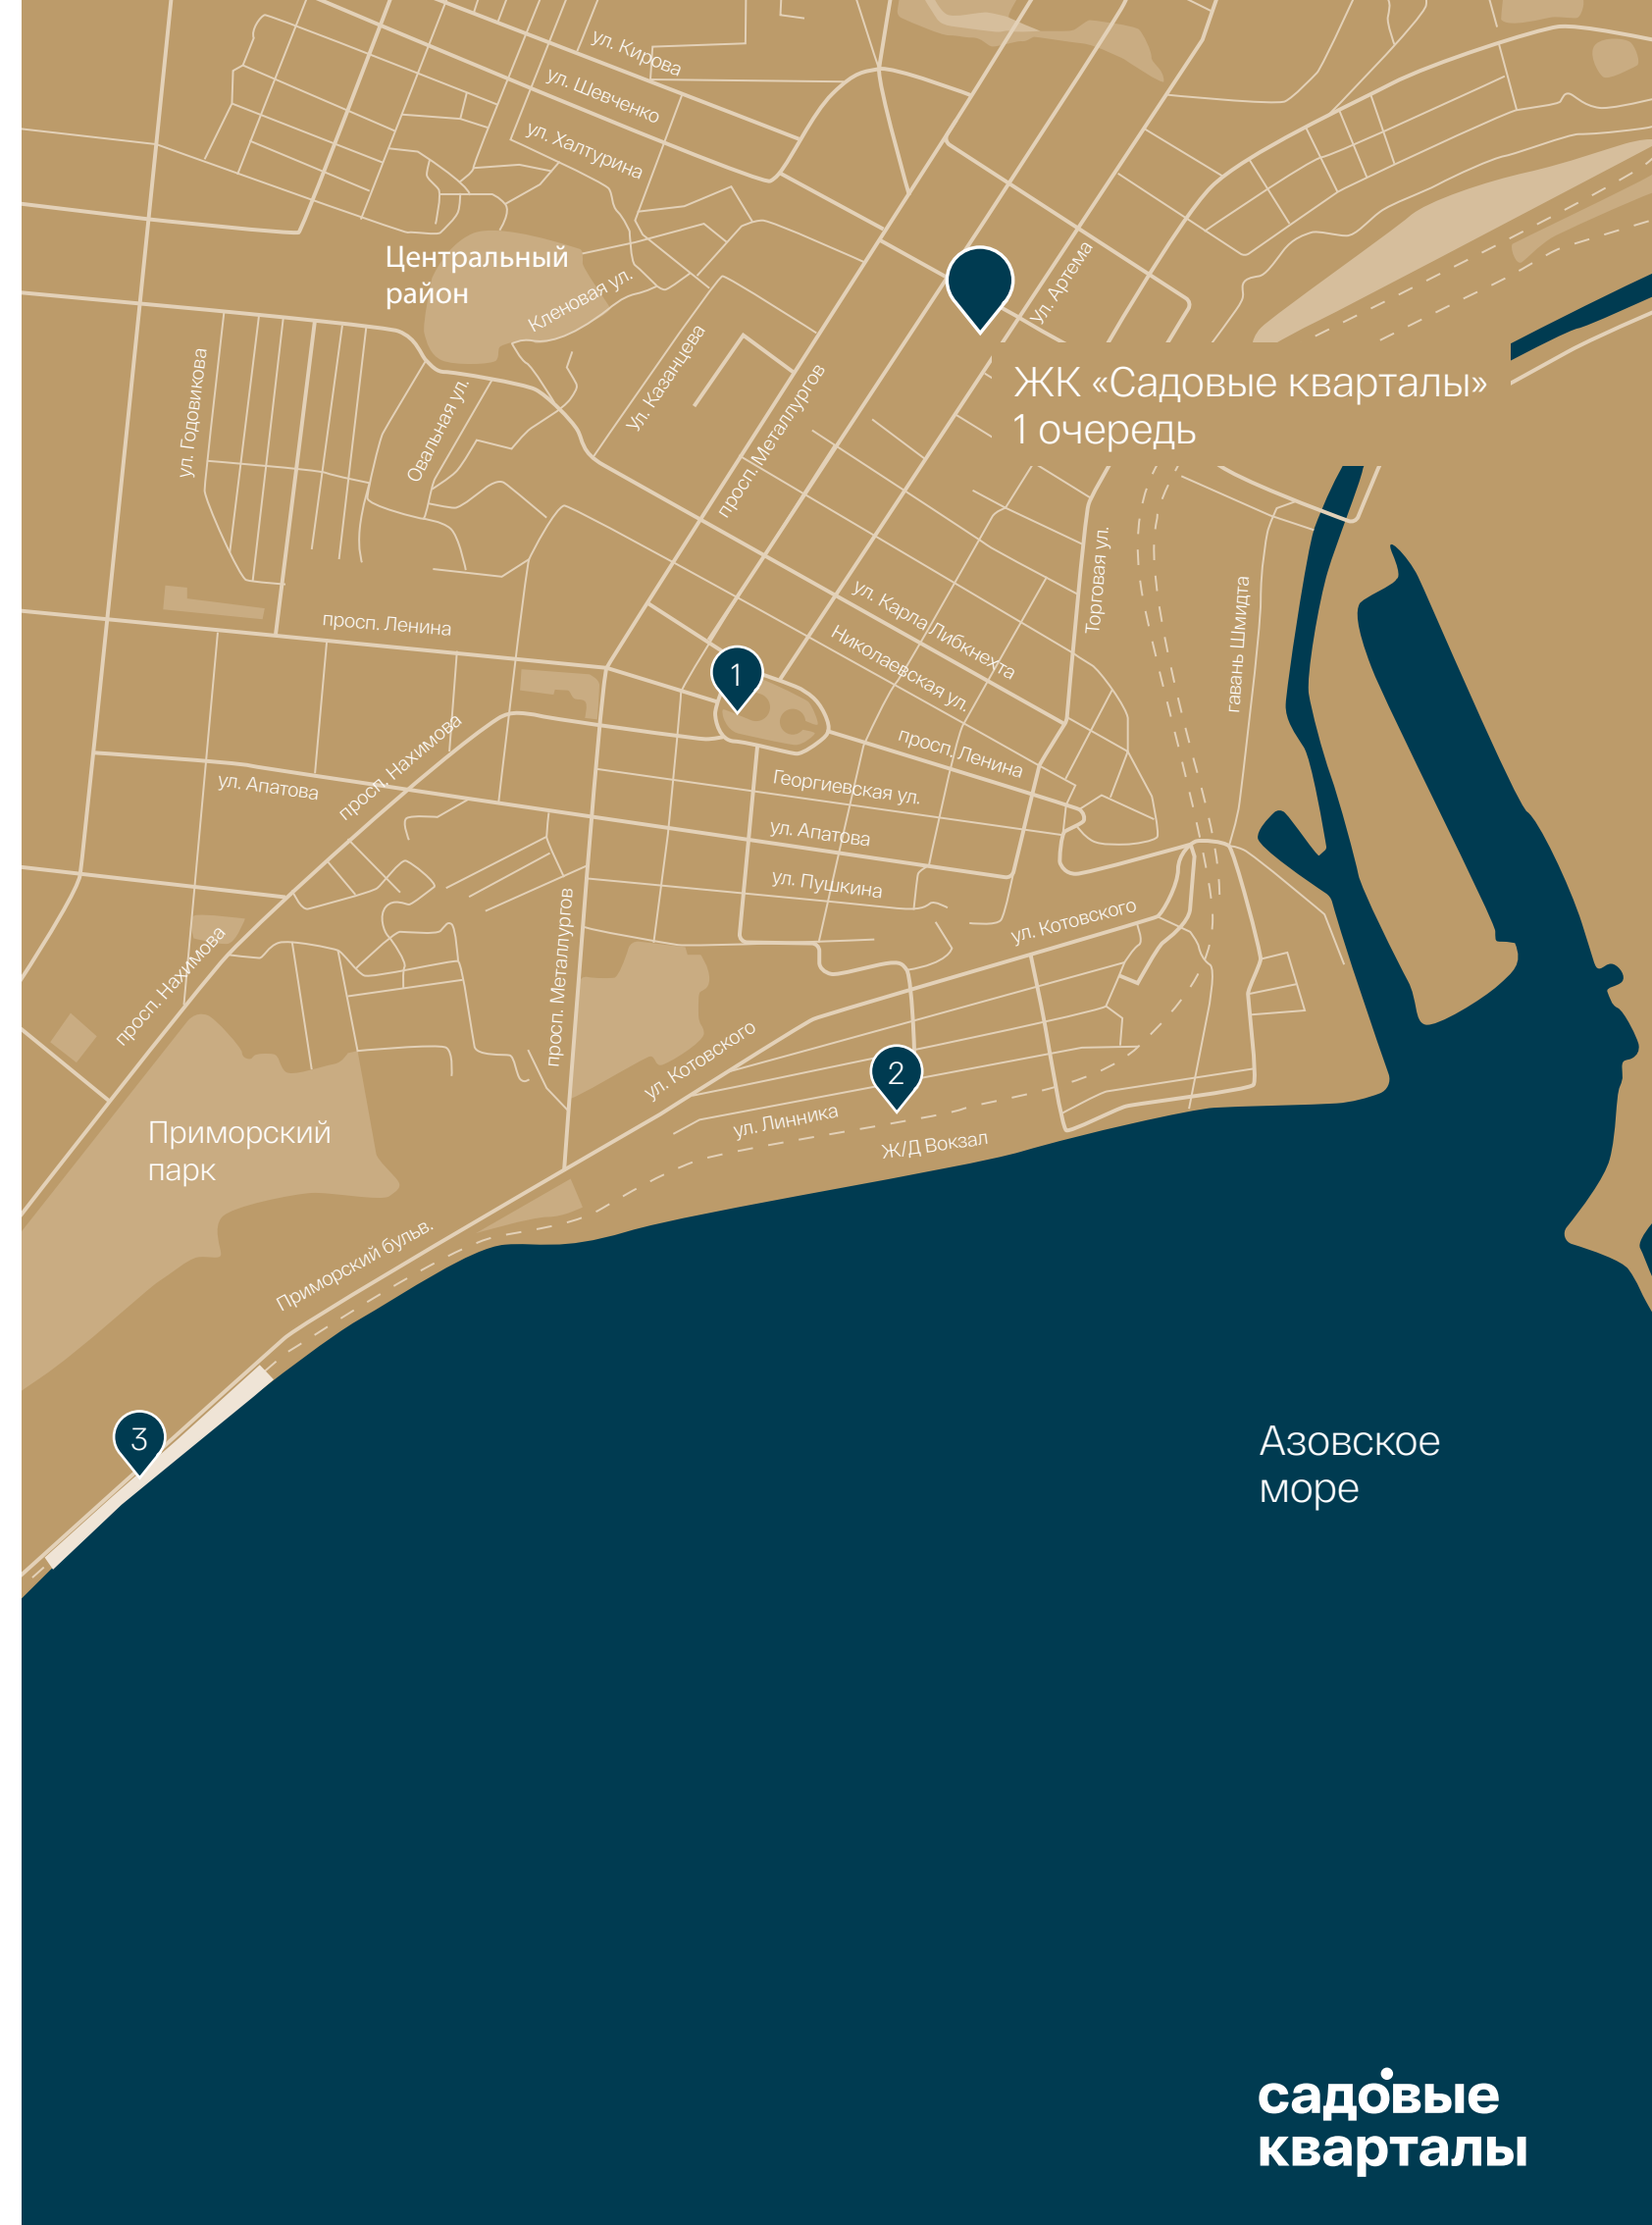 ул. Кирова
ул. Шевченко
ул. Халтурина
Центральный
район
Кленовая ул.
Ул. Артема
ул. Годовикова
Овальная ул.
Ул. Казанцева
просп. Металлургов
ЖК «Садовые кварталы»
1 очередь
Торговая ул.
гавань Шмидта
ул. Карла Либкнехта
Николаевская ул.
просп. Ленина
1
просп. Ленина
просп. Нахимова
ул. Апатова
Георгиевская ул.
ул. Апатова
ул. Пушкина
просп. Металлургов
ул. Котовского
просп. Нахимова
ул. Котовского
2
ул. Линника
Ж/Д Вокзал
Приморский
парк
Приморский бульв.
3
Азовское
море
садовые
кварталы